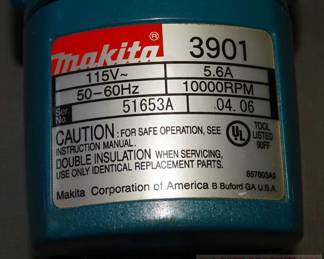 Makita® 3901
115V~ 5.6A
50–60Hz 10000RPM
Ser. No. 51653A 04.06
CAUTION: FOR SAFE OPERATION, SEE
INSTRUCTION MANUAL.
DOUBLE INSULATION WHEN SERVICING,
USE ONLY IDENTICAL REPLACEMENT PARTS.
UL ® TOOL
LISTED
90FF
857603A9
Makita Corporation of America B Buford GA U.S.A.